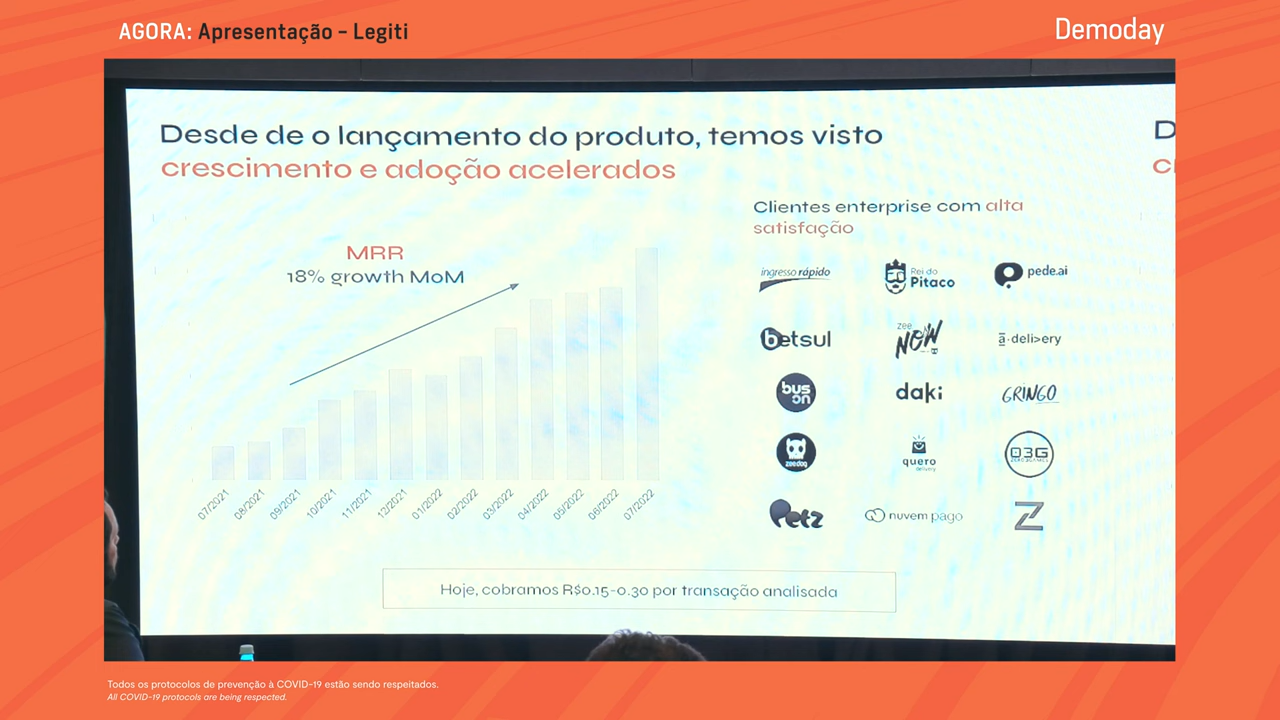 AGORA: Apresentação - Legiti
Demoday
Desde de o lançamento do produto, temos visto
crescimento e adoção acelerados
MRR
18% growth MoM
07/2021
08/2021
09/2021
10/2021
11/2021
12/2021
01/2022
02/2022
03/2022
04/2022
05/2022
06/2022
07/2022
Clientes enterprise com alta
satisfação
ingresso rápido
Rei do
Pitaco
pede.ai
betsul
zee
NOW
a·deli>ery
bus
on
daki
GRINGO
zeedog
quero
delivery
03G
Petz
nuvem pago
Z
Hoje, cobramos R$0.15-0.30 por transação analisada
Todos os protocolos de prevenção à COVID-19 estão sendo respeitados.
All COVID-19 protocols are being respected.